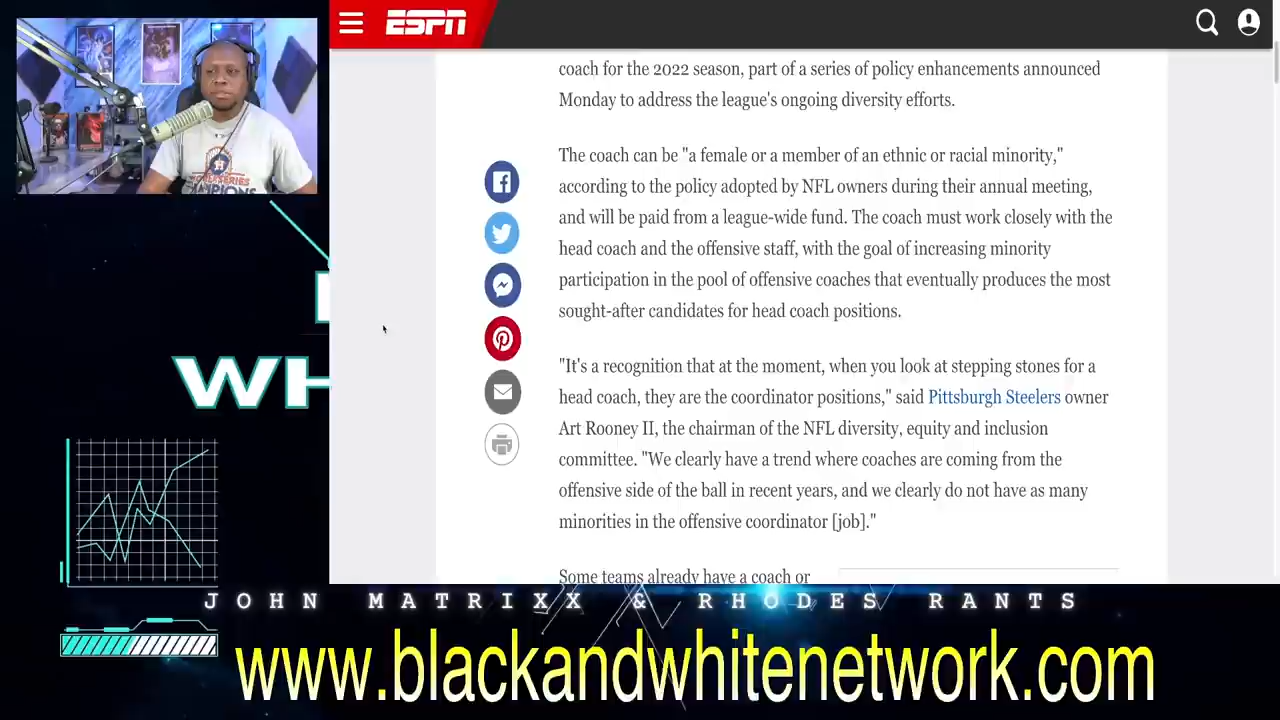 ESPN
coach for the 2022 season, part of a series of policy enhancements announced
Monday to address the league's ongoing diversity efforts.
The coach can be "a female or a member of an ethnic or racial minority,"
according to the policy adopted by NFL owners during their annual meeting,
and will be paid from a league-wide fund. The coach must work closely with the
head coach and the offensive staff, with the goal of increasing minority
participation in the pool of offensive coaches that eventually produces the most
sought-after candidates for head coach positions.
"It's a recognition that at the moment, when you look at stepping stones for a
head coach, they are the coordinator positions," said Pittsburgh Steelers owner
Art Rooney II, the chairman of the NFL diversity, equity and inclusion
committee. "We clearly have a trend where coaches are coming from the
offensive side of the ball in recent years, and we clearly do not have as many
minorities in the offensive coordinator [job]."
Some teams already have a coach or
WH
JOHN MATRIXX & RHODES RANTS
www.blackandwhitenetwork.com